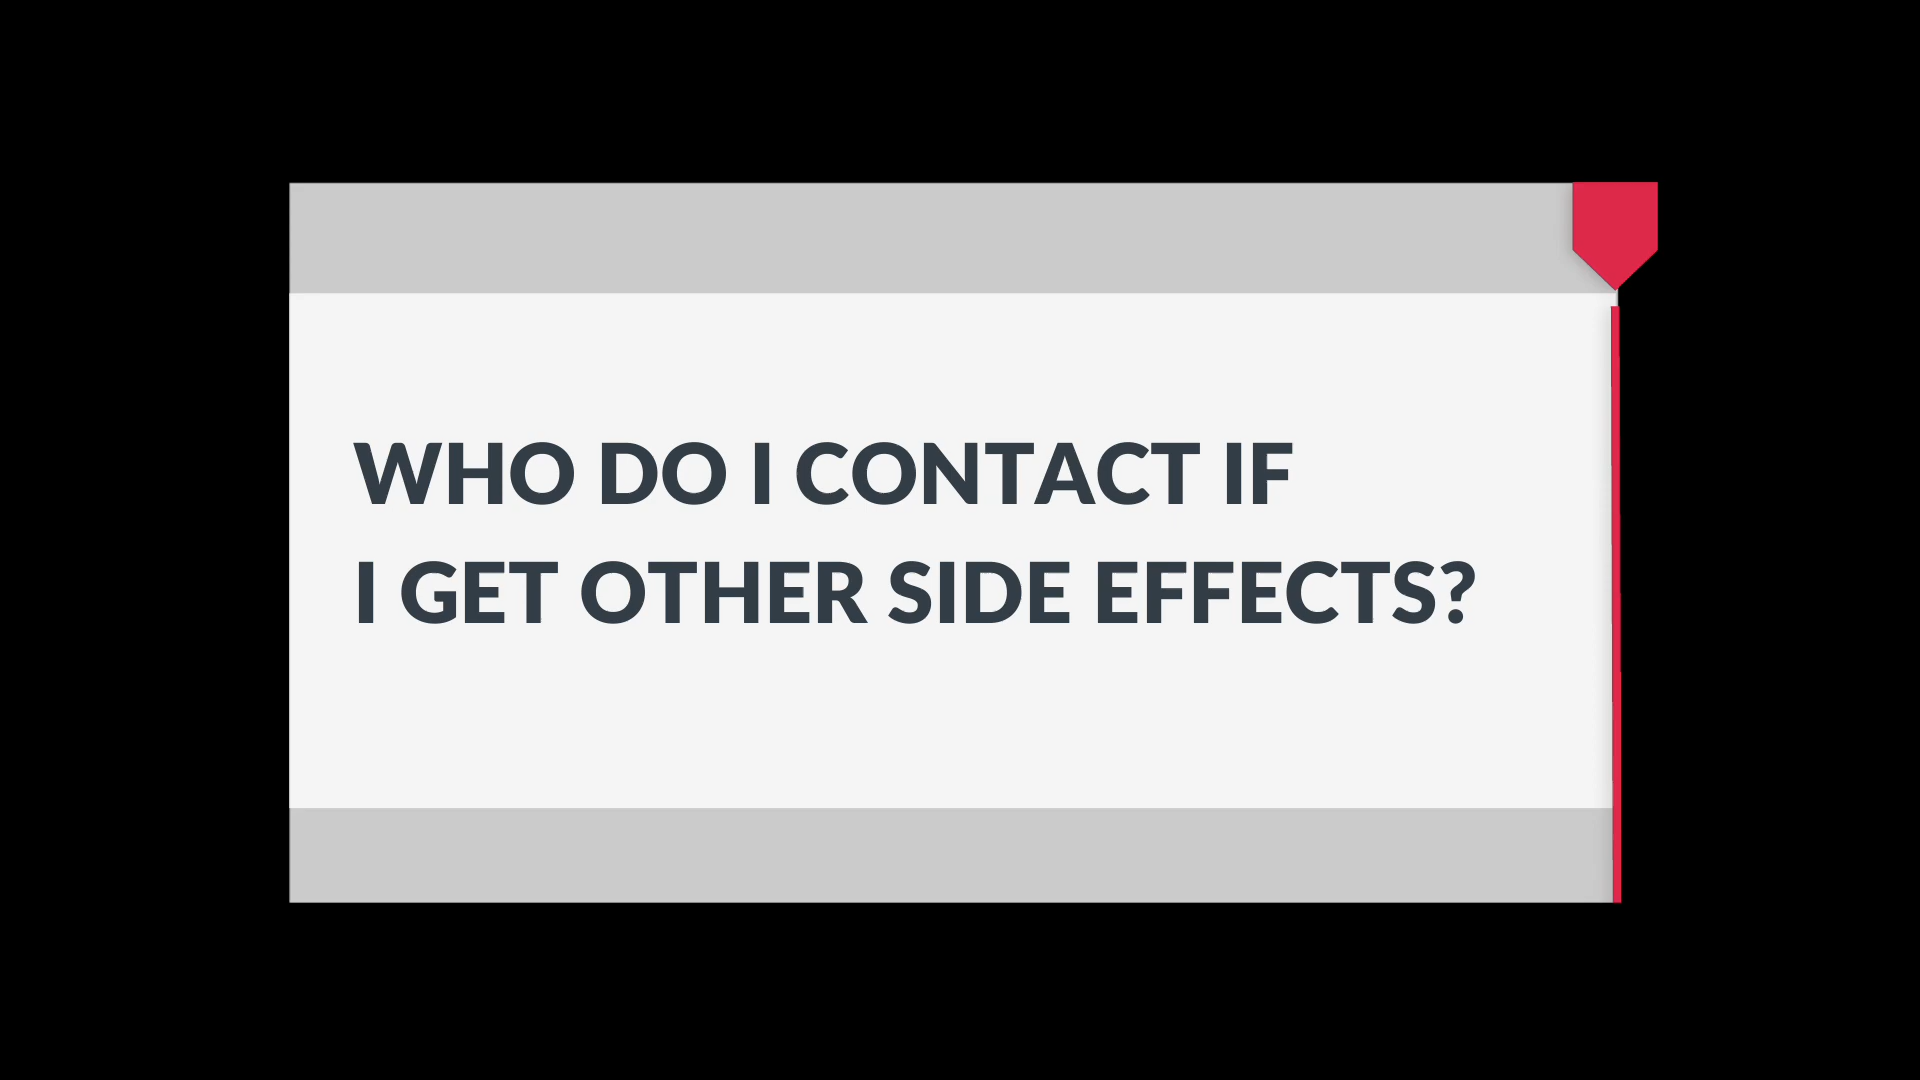 WHO DO I CONTACT IF
I GET OTHER SIDE EFFECTS?